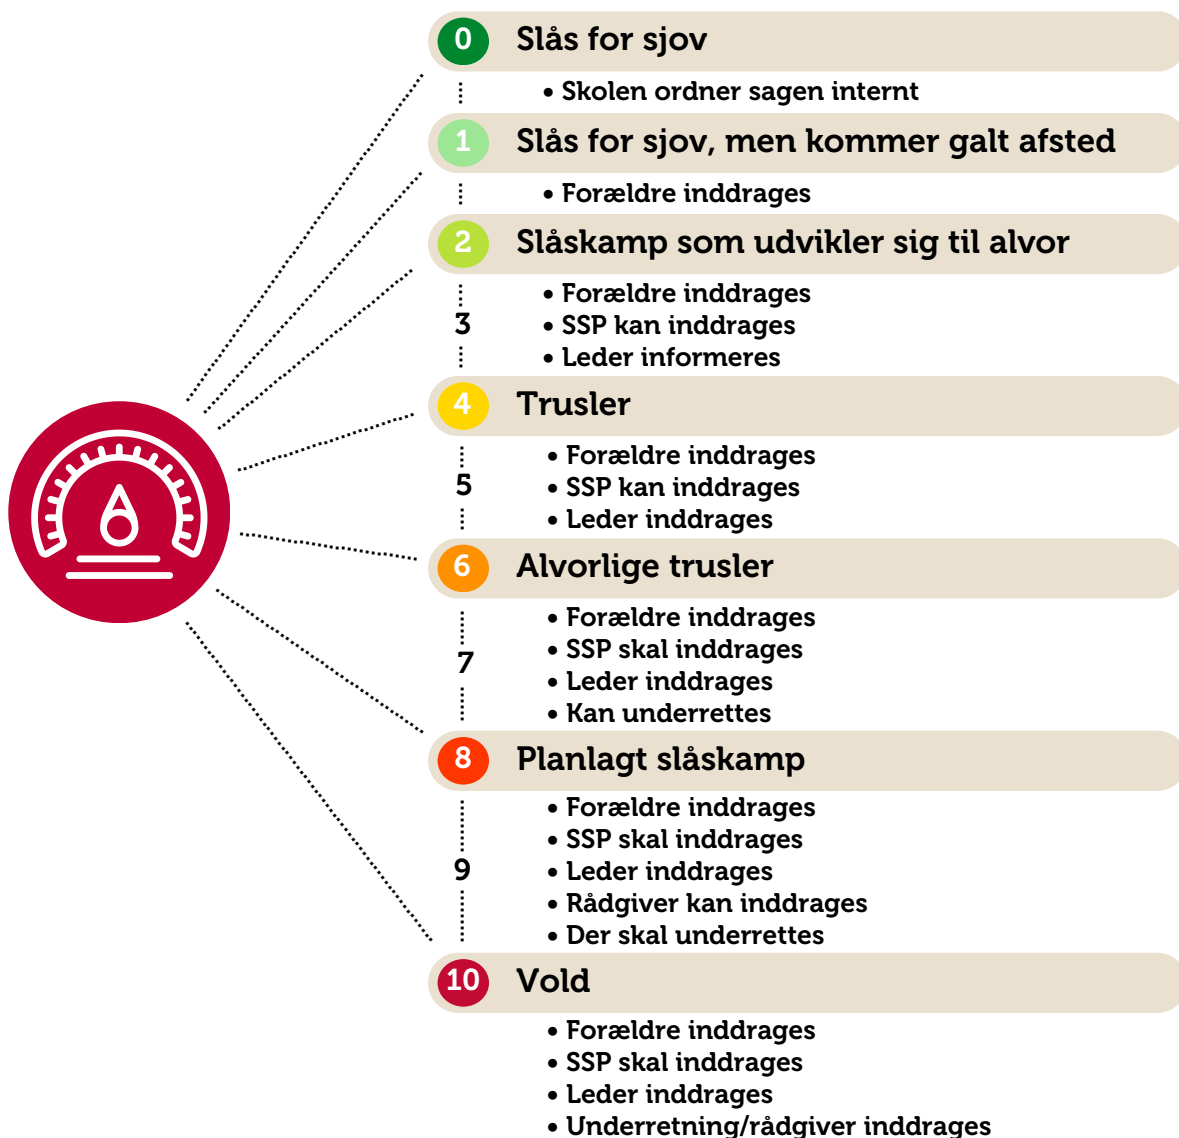 0 Slås for sjov
• Skolen ordner sagen internt
1 Slås for sjov, men kommer galt afsted
• Forældre inddrages
2 Slåskamp som udvikler sig til alvor
• Forældre inddrages
3 • SSP kan inddrages
• Leder informeres
4 Trusler
• Forældre inddrages
5 • SSP kan inddrages
• Leder inddrages
6 Alvorlige trusler
• Forældre inddrages
• SSP skal inddrages
7 • Leder inddrages
• Kan underrettes
8 Planlagt slåskamp
• Forældre inddrages
• SSP skal inddrages
9 • Leder inddrages
• Rådgiver kan inddrages
• Der skal underrettes
10 Vold
• Forældre inddrages
• SSP skal inddrages
• Leder inddrages
• Underretning/rådgiver inddrages